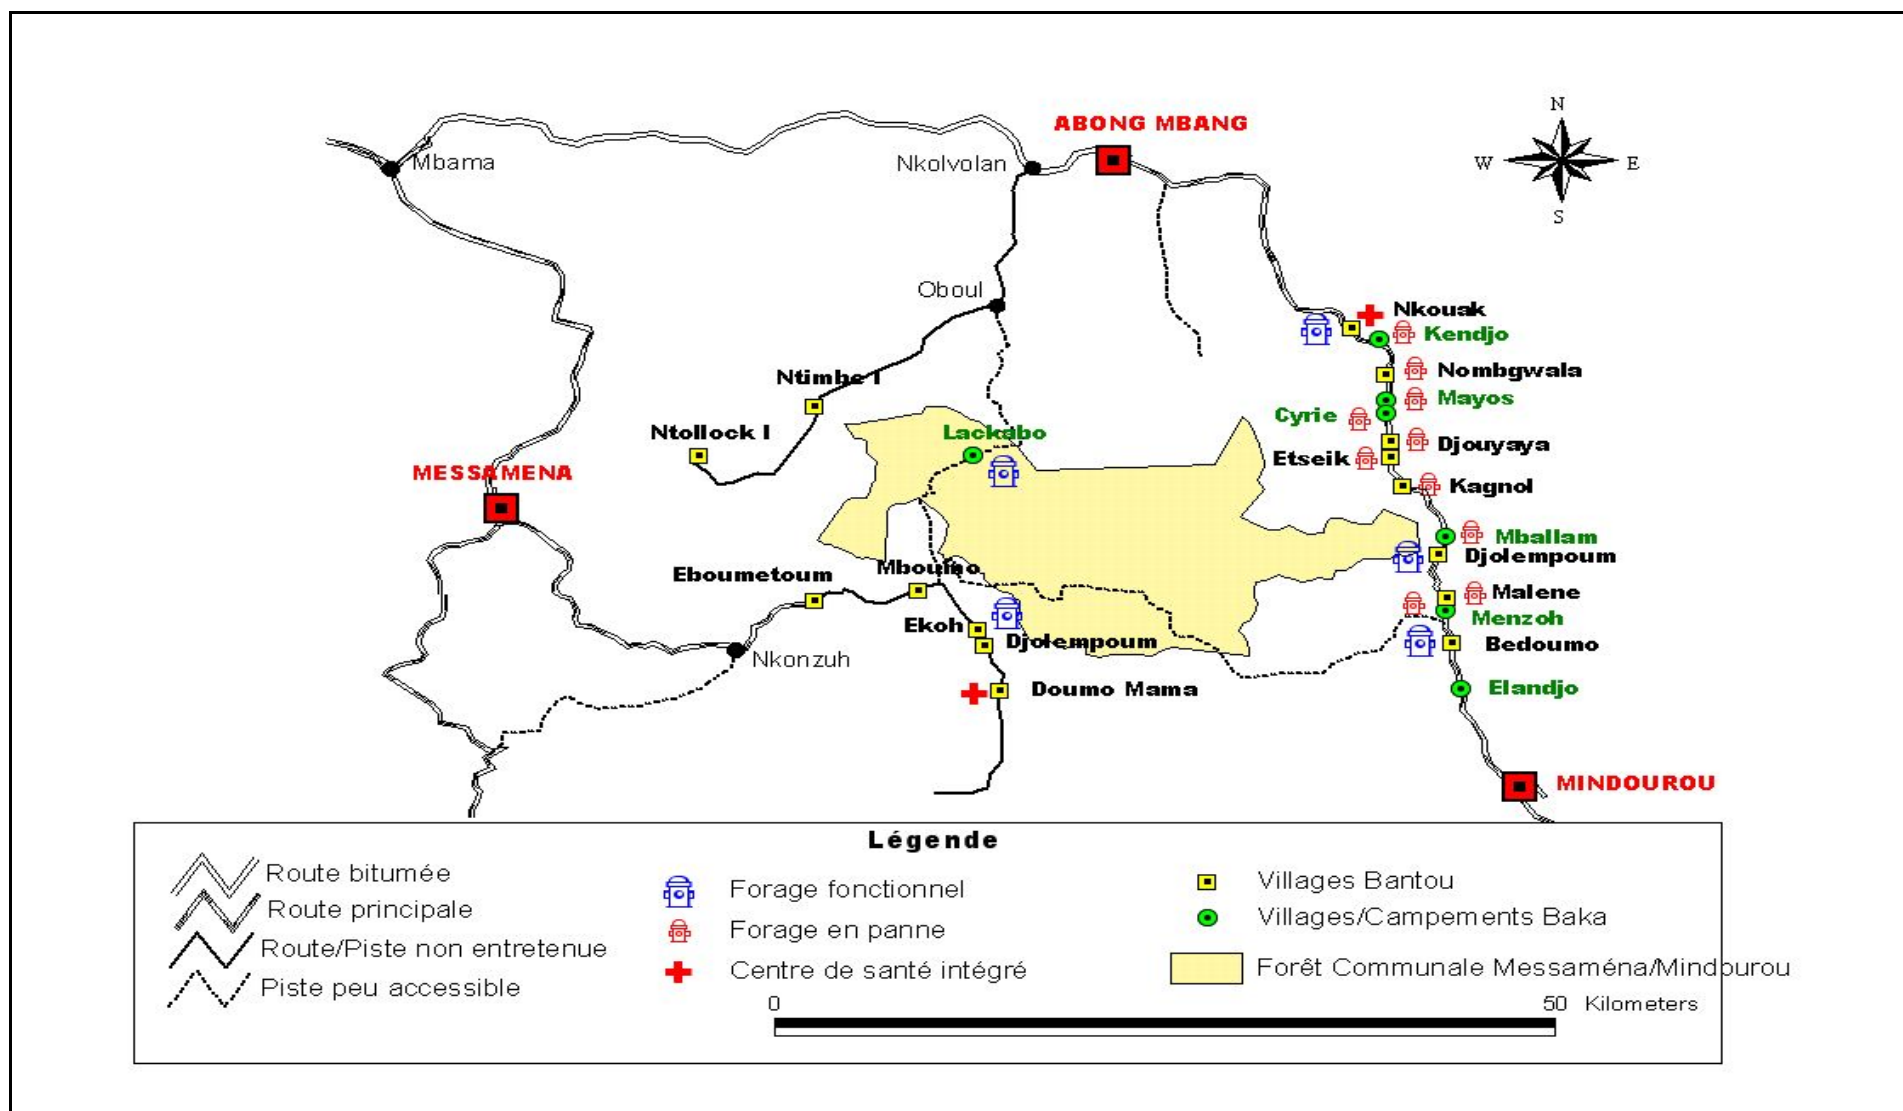 N
ABONG MBANG
Mbama
Nkolvolan
W
E
S
Oboul
Nkouak
Kendjo
Ntimbe I
Nombgwala
Mayos
Cyrie
Ntollock I
Lackabo
Djouyaya
Etseik
MESSAMENA
Kagnol
Mballam
Djolempoum
Eboumetoum
Mboumo
Malene
Menzoh
Ekoh
Djolempoum
Bedoumo
Nkonzuh
Doumo Mama
Elandjo
MINDOUROU
Légende
Route bitumée
Route principale
Route/Piste non entretenue
Piste peu accessible
Forage fonctionnel
Forage en panne
Centre de santé intégré
Villages Bantou
Villages/Campements Baka
Forêt Communale Messaména/Mindourou
0
50 Kilometers